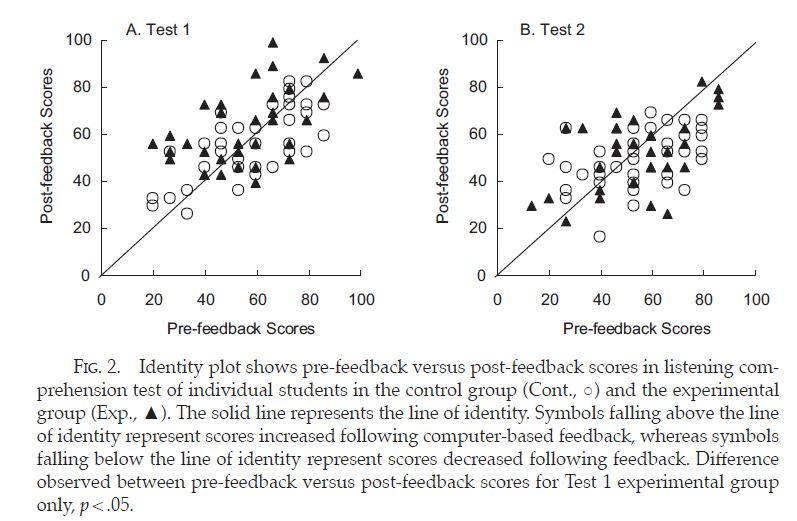 A. Test 1
100
80
60
40
20
0
Post-feedback Scores
0 20 40 60 80 100
Pre-feedback Scores
B. Test 2
100
80
60
40
20
0
Post-feedback Scores
0 20 40 60 80 100
Pre-feedback Scores
FIG. 2. Identity plot shows pre-feedback versus post-feedback scores in listening com-
prehension test of individual students in the control group (Cont., ○) and the experimental
group (Exp., ▲). The solid line represents the line of identity. Symbols falling above the line
of identity represent scores increased following computer-based feedback, whereas symbols
falling below the line of identity represent scores decreased following feedback. Difference
observed between pre-feedback versus post-feedback scores for Test 1 experimental group
only, p < .05.